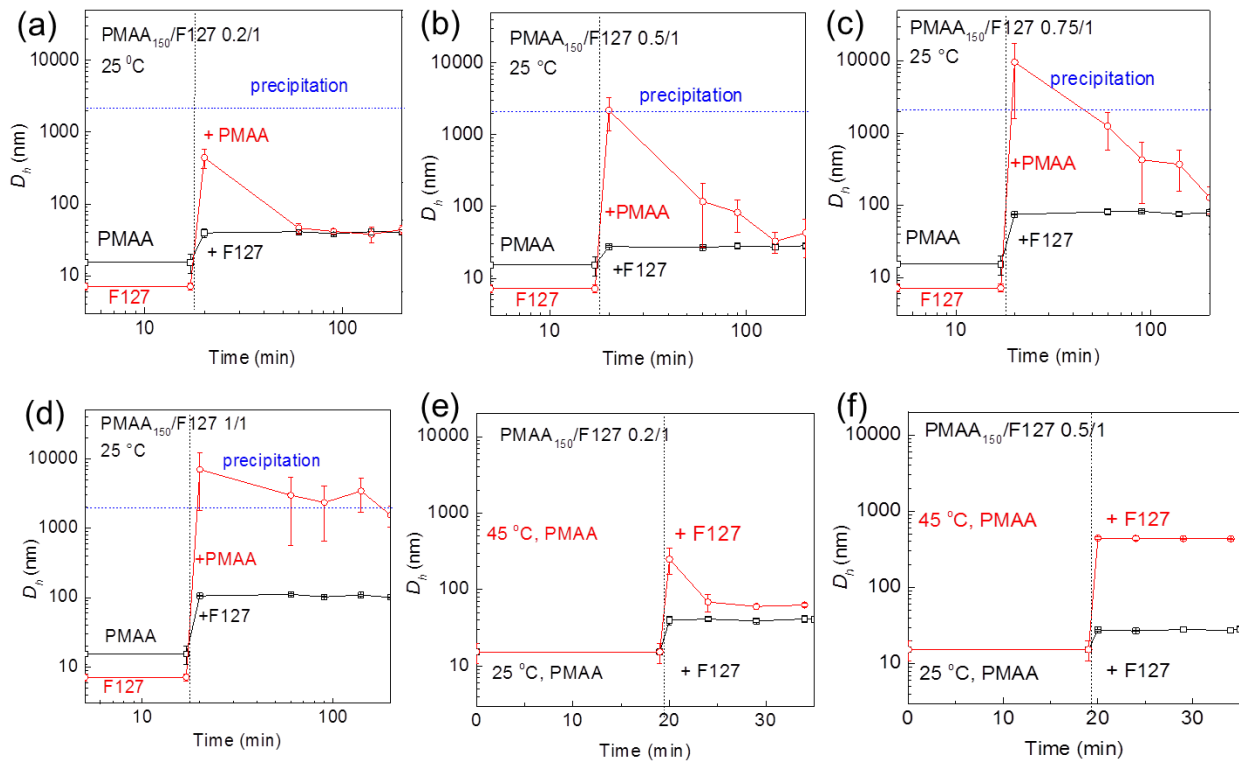 (a)
PMAA150/F127 0.2/1
25 ⁰C
precipitation
+ PMAA
PMAA
+ F127
F127
10000
1000
100
10
Dh (nm)
10
100
Time (min)
(b)
PMAA150/F127 0.5/1
25 °C
precipitation
+PMAA
PMAA
+F127
F127
10000
1000
100
10
Dh (nm)
10
100
Time (min)
(c)
PMAA150/F127 0.75/1
25 °C
precipitation
+PMAA
PMAA
+F127
F127
10000
1000
100
10
Dh (nm)
10
100
Time (min)
(d)
PMAA150/F127 1/1
25 °C
precipitation
+PMAA
+F127
PMAA
F127
10000
1000
100
10
Dh (nm)
10
100
Time (min)
(e)
PMAA150/F127 0.2/1
45 °C, PMAA
+ F127
25 °C, PMAA
+ F127
10000
1000
100
10
Dh (nm)
0
10
20
30
Time (min)
(f)
PMAA150/F127 0.5/1
45 °C, PMAA
+ F127
25 °C, PMAA
+ F127
10000
1000
100
10
Dh (nm)
0
10
20
30
Time (min)